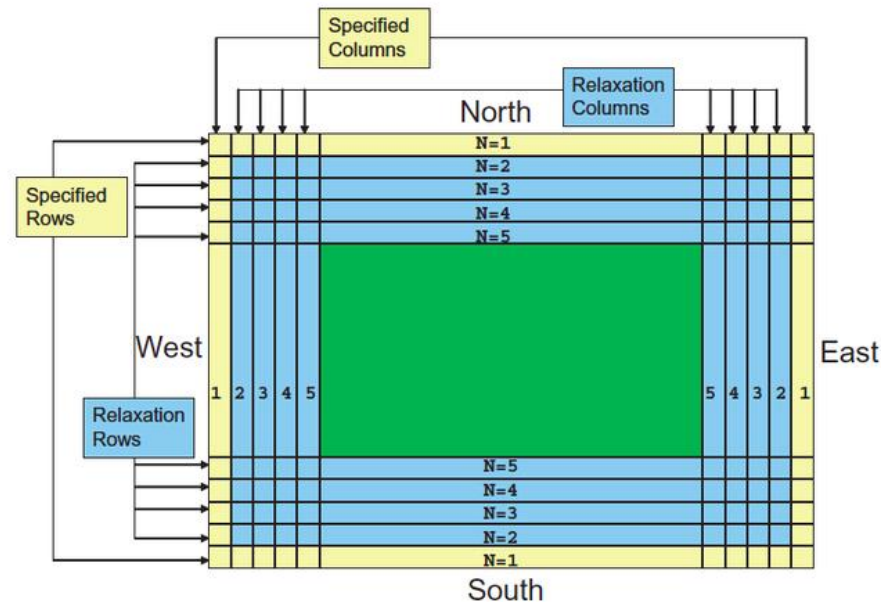 Specified
Columns
Relaxation
Columns
North
N=1
N=2
N=3
N=4
N=5
Specified
Rows
West
East
1 2 3 4 5
5 4 3 2 1
Relaxation
Rows
N=5
N=4
N=3
N=2
N=1
South